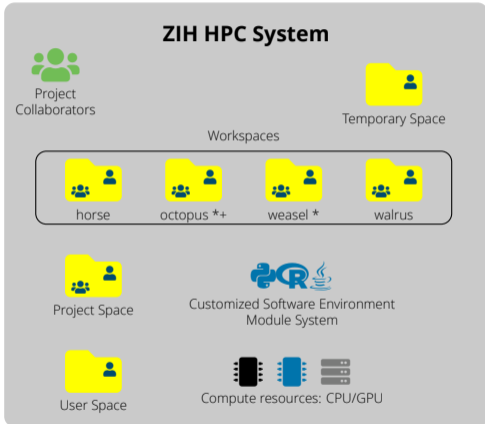 ZIH HPC System
Project
Collaborators
Temporary Space
Workspaces
horse
octopus *+
weasel *
walrus
Project Space
Customized Software Environment
Module System
User Space
Compute resources: CPU/GPU